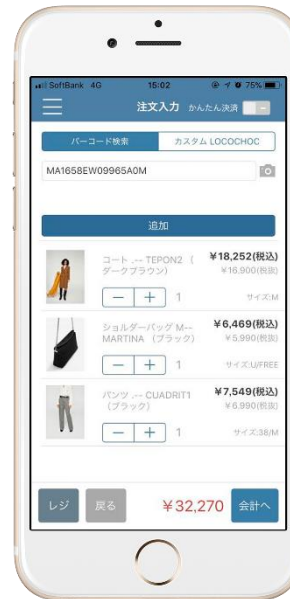 SoftBank 4G 15:02 75%
注文入力 かんたん決済
バーコード検索 カスタム LOCOCHOC
MA1658EW09965A0M
追加
コート .-- TEPON2 （ ￥18,252(税込)
ダークブラウン） ￥16,900(税抜)
1 サイズ:M
ショルダーバッグ M-- ￥6,469(税込)
MARTINA （ブラック） ￥5,990(税抜)
1 サイズ:U/FREE
パンツ .-- CUADRIT1 ￥7,549(税込)
（ブラック） ￥6,990(税抜)
1 サイズ:38/M
レジ 戻る ￥32,270 会計へ